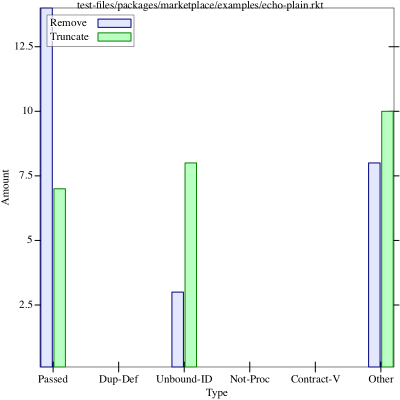 test-files/packages/marketplace/examples/echo-plain.rkt
Remove
Truncate
12.5
10
7.5
5
2.5
Amount
Passed Dup-Def Unbound-ID Not-Proc Contract-V Other
Type